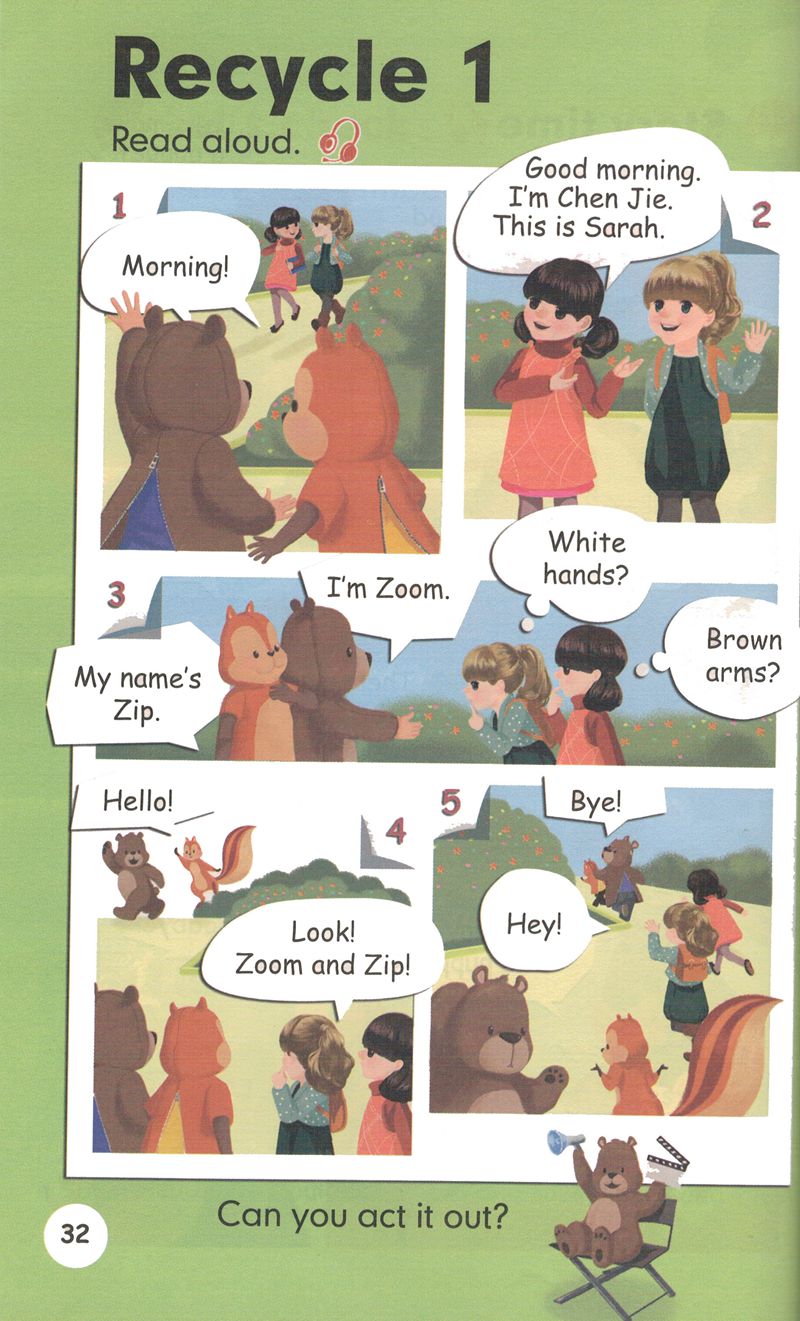 Recycle 1
Read aloud.
1
Morning!
Good morning.
I'm Chen Jie.
This is Sarah.
2
3
My name's
Zip.
I'm Zoom.
White
hands?
Brown
arms?
Hello!
4
Look!
Zoom and Zip!
5
Bye!
Hey!
Can you act it out?
32